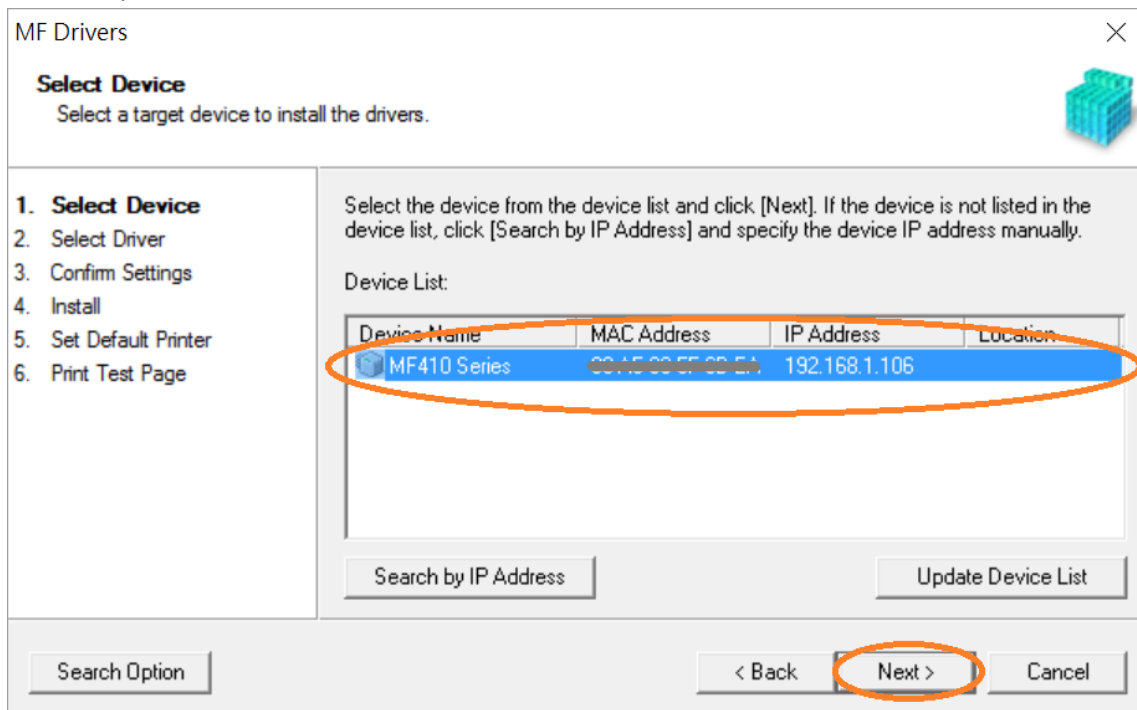 MF Drivers
Select Device
Select a target device to install the drivers.
1. Select Device
2. Select Driver
3. Confirm Settings
4. Install
5. Set Default Printer
6. Print Test Page
Select the device from the device list and click [Next]. If the device is not listed in the
device list, click [Search by IP Address] and specify the device IP address manually.
Device List:
Device Name MAC Address IP Address Location
MF410 Series 192.168.1.106
Search by IP Address Update Device List
Search Option < Back Next > Cancel